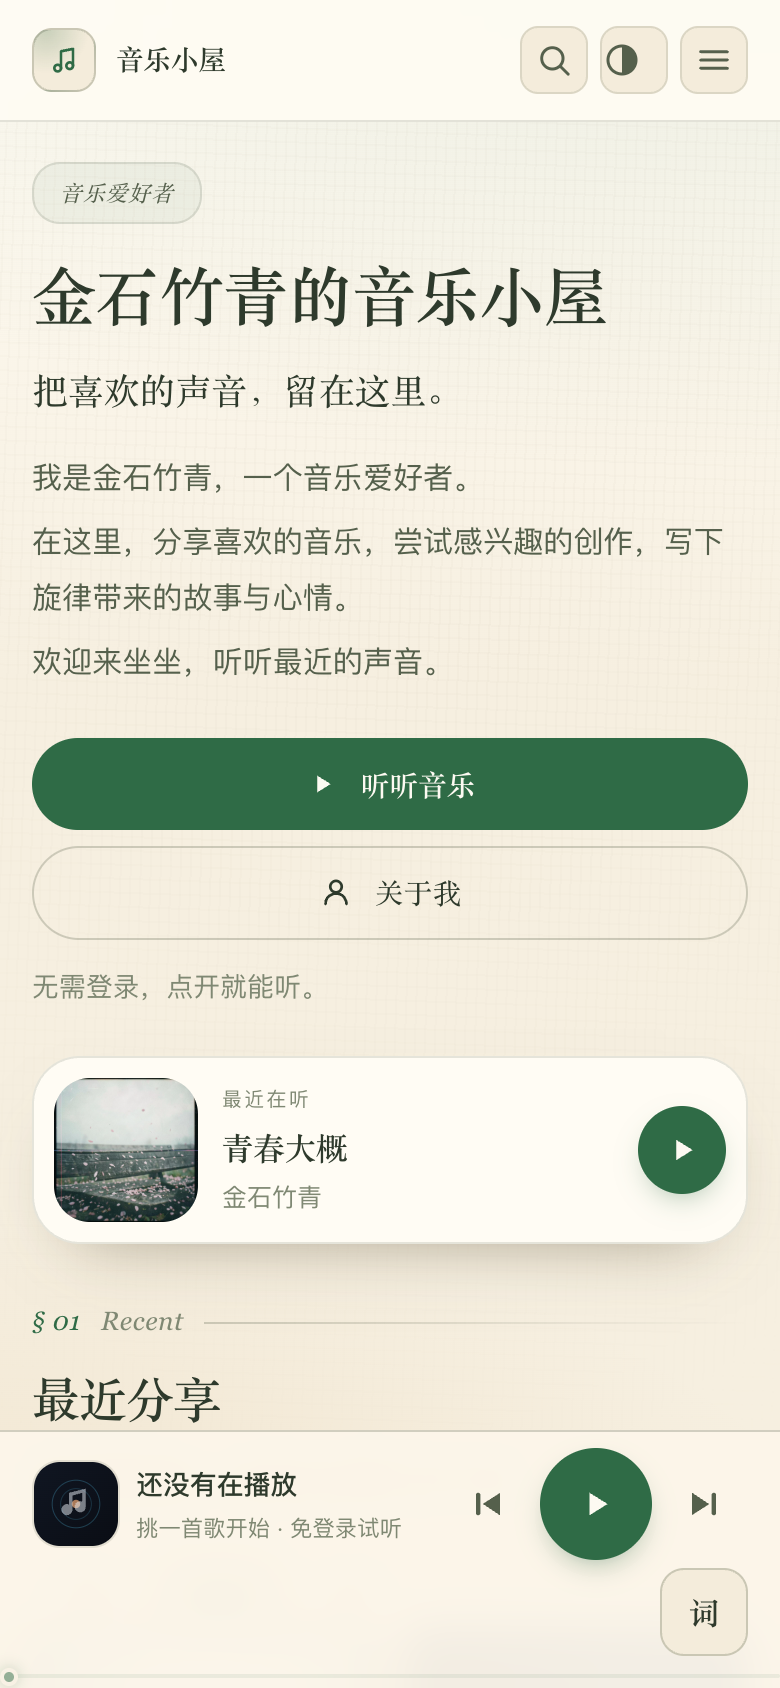 音乐小屋
音乐爱好者
金石竹青的音乐小屋
把喜欢的声音，留在这里。
我是金石竹青，一个音乐爱好者。
在这里，分享喜欢的音乐，尝试感兴趣的创作，写下
旋律带来的故事与心情。
欢迎来坐坐，听听最近的声音。
听听音乐
关于我
无需登录，点开就能听。
最近在听
青春大概
金石竹青
§ 01 Recent
最近分享
还没有在播放
挑一首歌开始 · 免登录试听
词